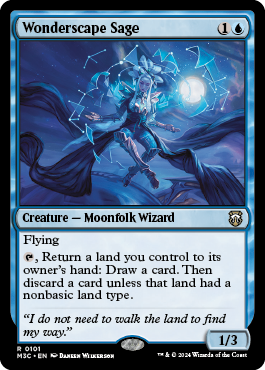 Wonderscape Sage 1
Creature — Moonfolk Wizard
Flying
, Return a land you control to its
owner's hand: Draw a card. Then
discard a card unless that land had a
nonbasic land type.
"I do not need to walk the land to find
my way."
1/3
R 0101
M3C • EN Daneen Wilkerson
™ & © 2024 Wizards of the Coast